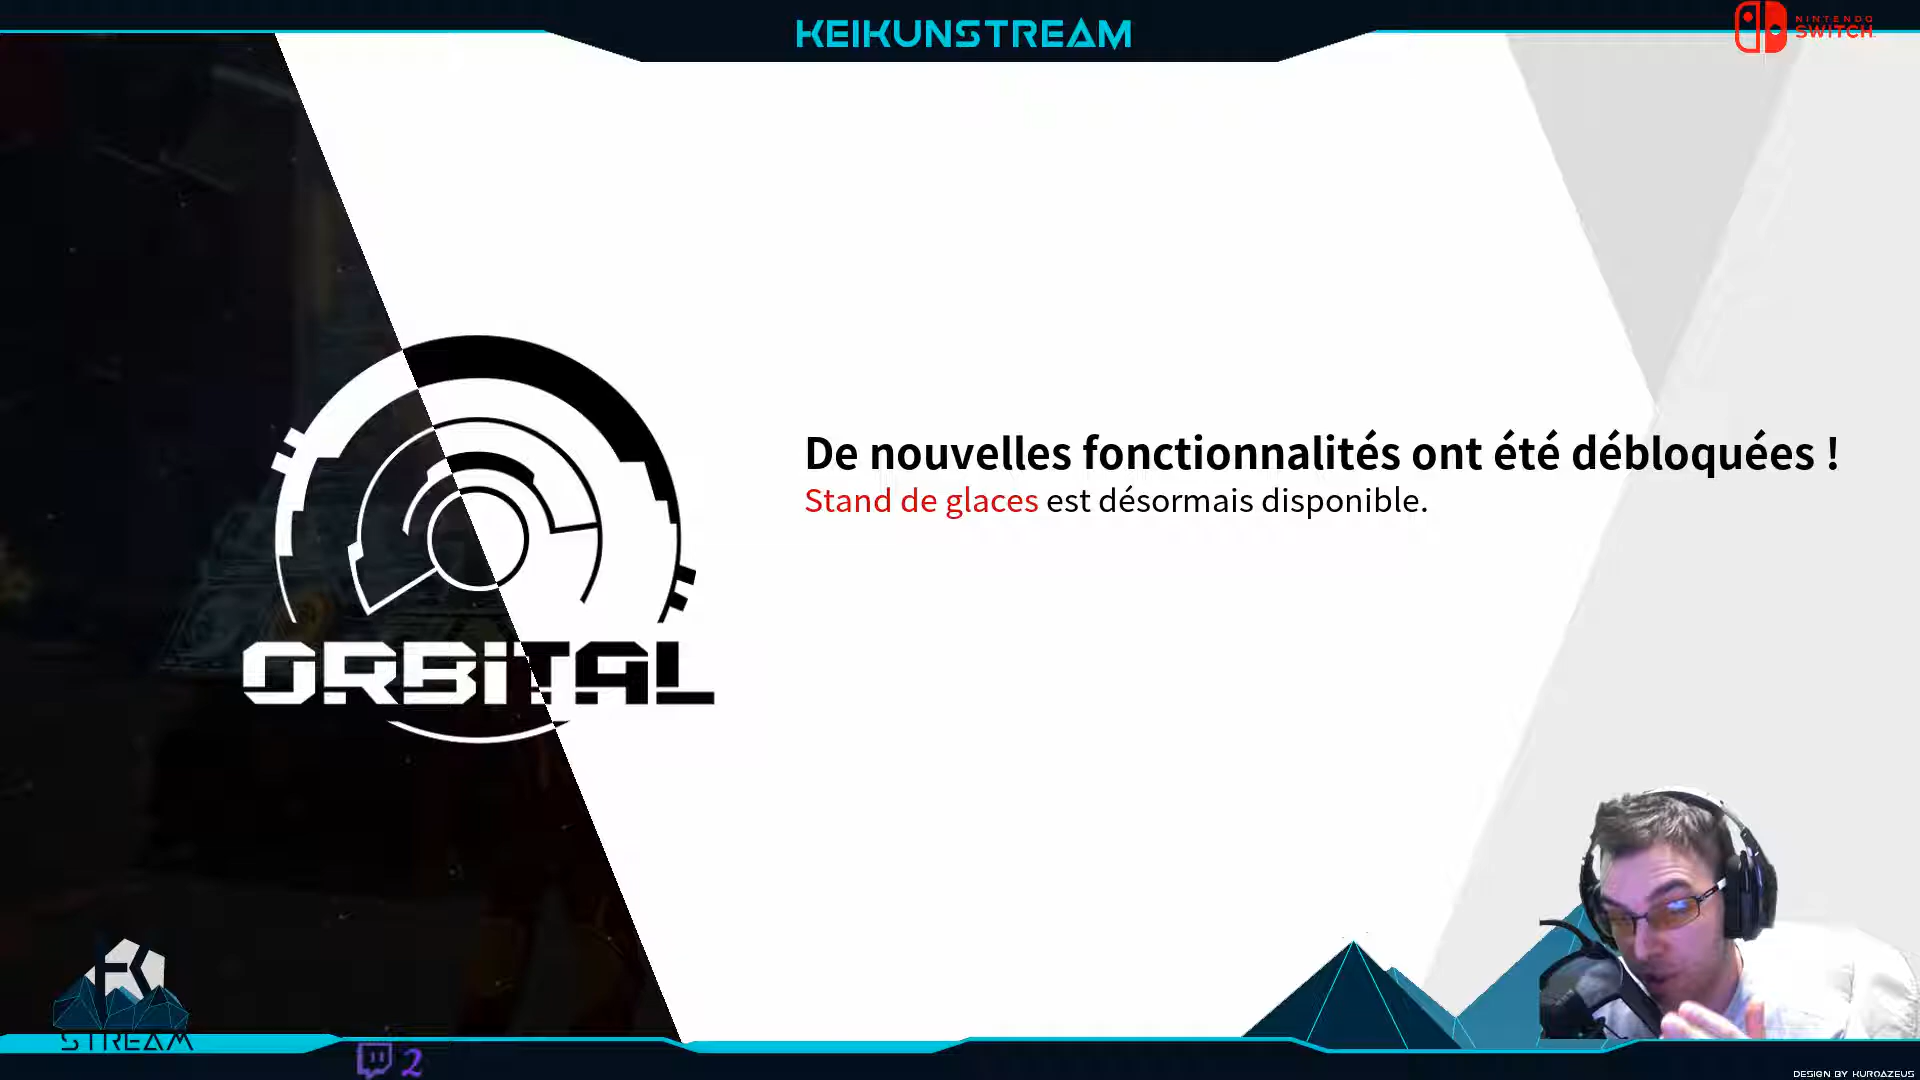 KEIKUNSTREAM
NINTENDO
SWITCH
De nouvelles fonctionnalités ont été débloquées !
Stand de glaces est désormais disponible.
ORBiTAL
STREAM
2
DESIGN BY KUROAZEUS